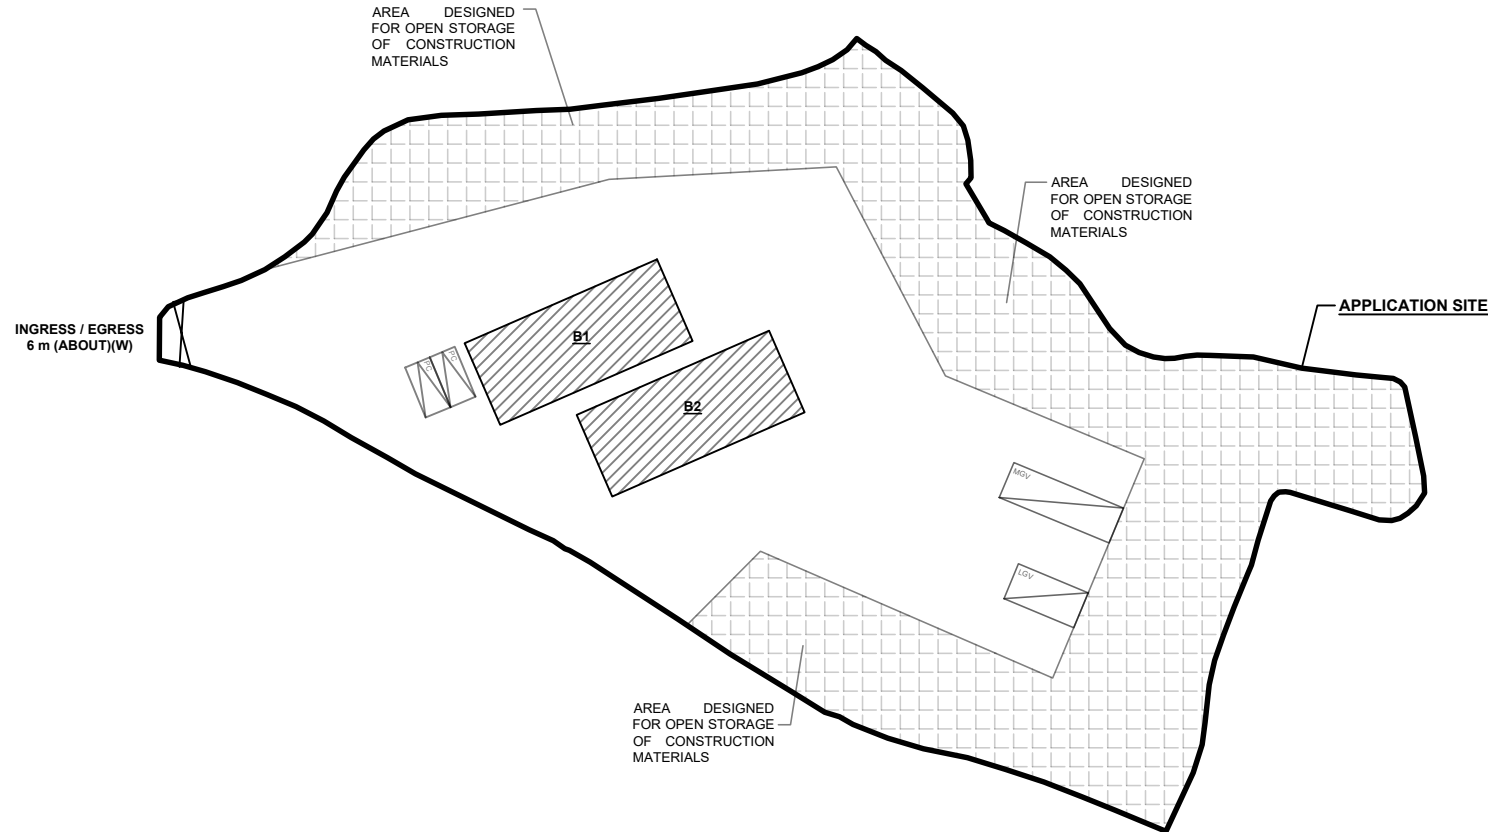 AREA DESIGNED
FOR OPEN STORAGE
OF CONSTRUCTION
MATERIALS
AREA DESIGNED
FOR OPEN STORAGE
OF CONSTRUCTION
MATERIALS
APPLICATION SITE
INGRESS / EGRESS
6 m (ABOUT)(W)
B1
P.C
P.C
B2
MGV
LGV
AREA DESIGNED
FOR OPEN STORAGE
OF CONSTRUCTION
MATERIALS